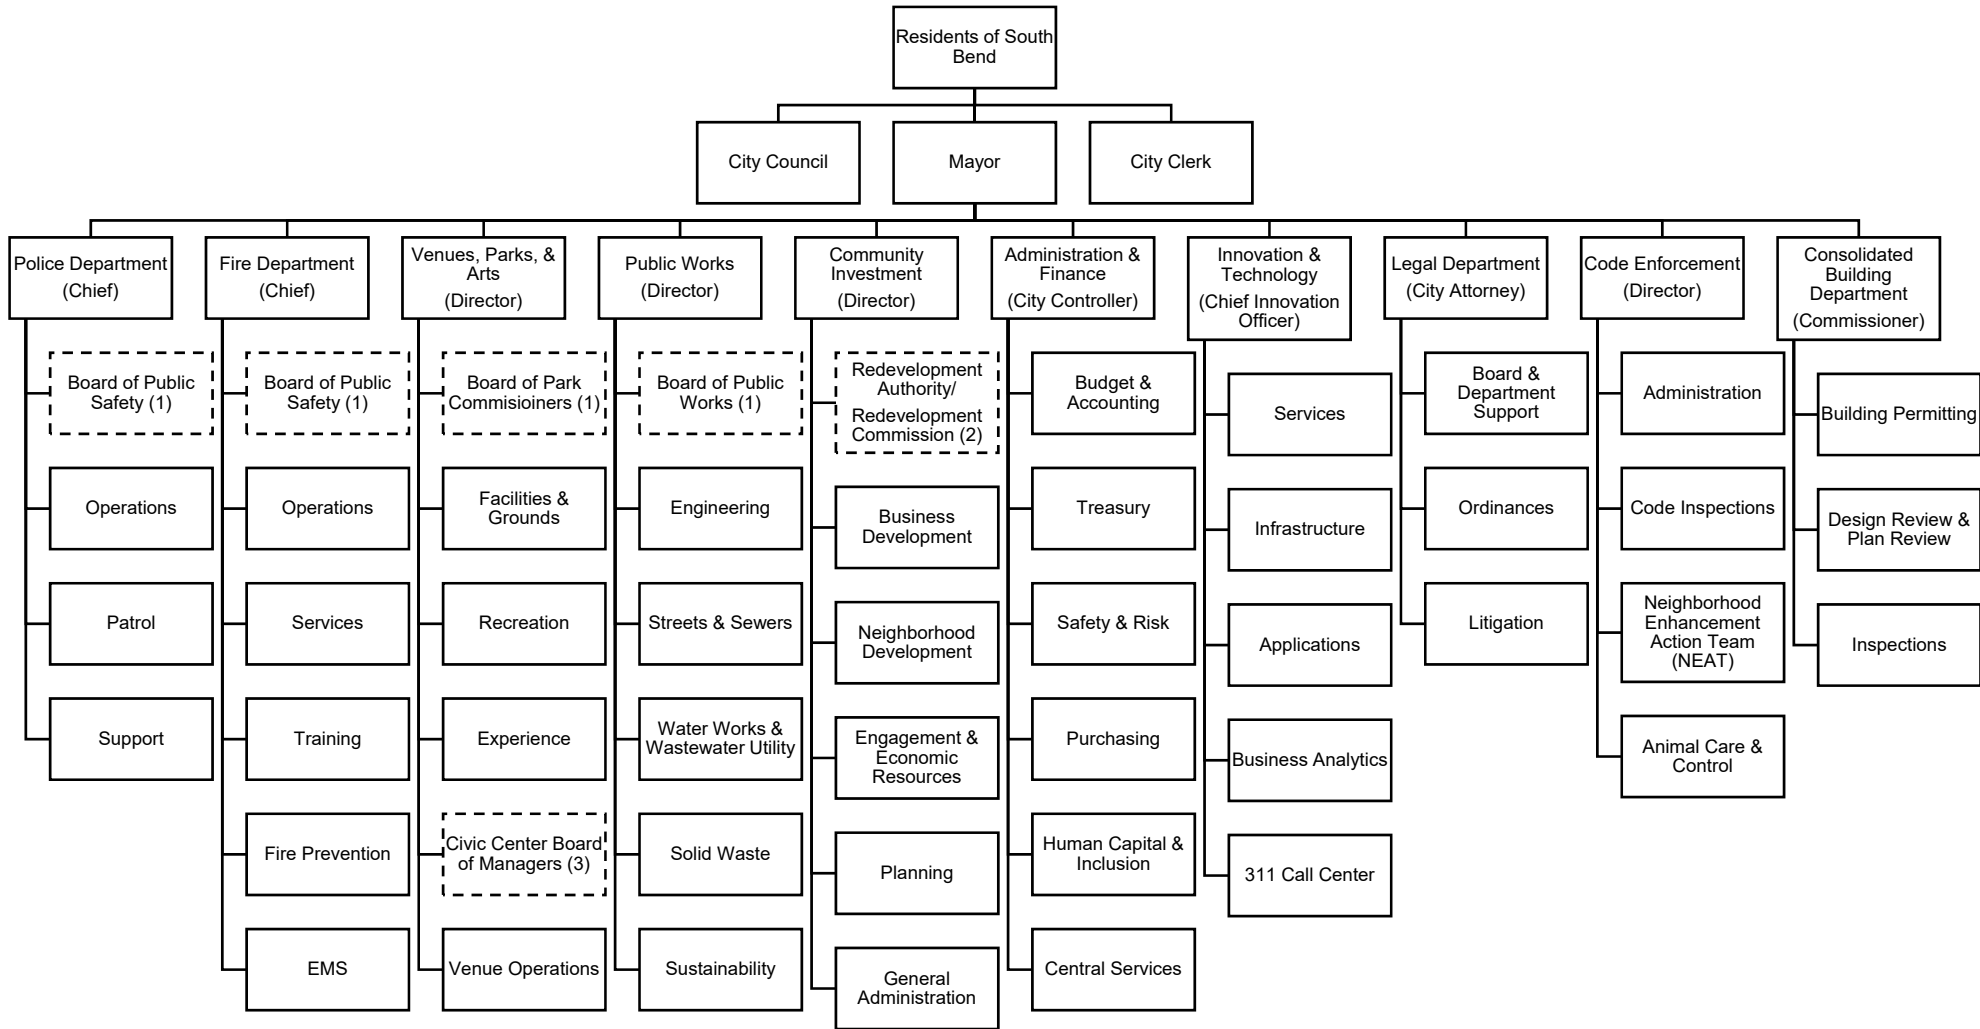 Residents of South
Bend
City Council
Mayor
City Clerk
Police Department
(Chief)
Fire Department
(Chief)
Venues, Parks, &
Arts
(Director)
Public Works
(Director)
Community
Investment
(Director)
Administration &
Finance
(City Controller)
Innovation &
Technology
(Chief Innovation
Officer)
Legal Department
(City Attorney)
Code Enforcement
(Director)
Consolidated
Building
Department
(Commissioner)
Board of Public
Safety (1)
Operations
Patrol
Support
Board of Public
Safety (1)
Operations
Services
Training
Fire Prevention
EMS
Board of Park
Commisioiners (1)
Facilities &
Grounds
Recreation
Experience
Civic Center Board
of Managers (3)
Venue Operations
Board of Public
Works (1)
Engineering
Streets & Sewers
Water Works &
Wastewater Utility
Solid Waste
Sustainability
Redevelopment
Authority/
Redevelopment
Commission (2)
Business
Development
Neighborhood
Development
Engagement &
Economic
Resources
Planning
General
Administration
Budget &
Accounting
Treasury
Safety & Risk
Purchasing
Human Capital &
Inclusion
Central Services
Services
Infrastructure
Applications
Business Analytics
311 Call Center
Board &
Department
Support
Ordinances
Litigation
Administration
Code Inspections
Neighborhood
Enhancement
Action Team
(NEAT)
Animal Care &
Control
Building Permitting
Design Review &
Plan Review
Inspections